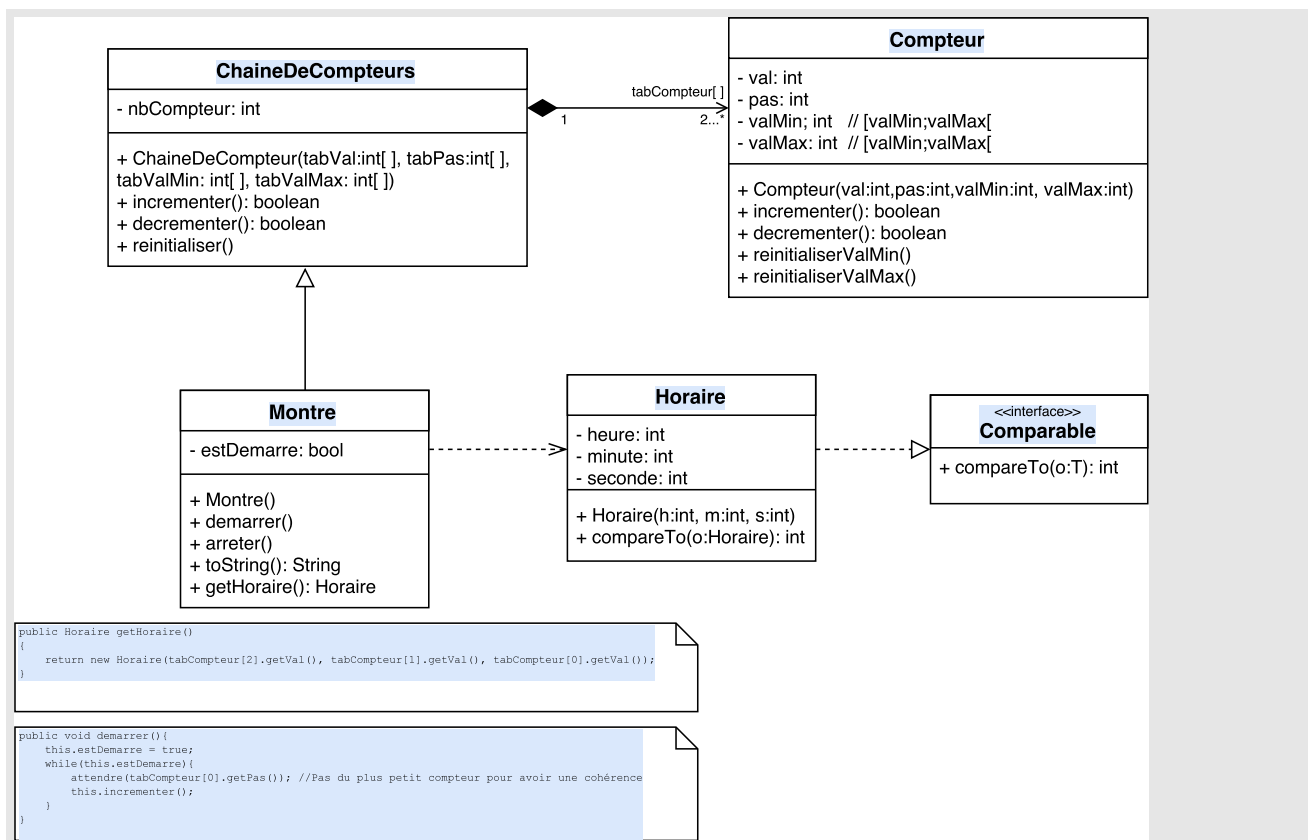 ChaineDeCompteurs
- nbCompteur: int
+ ChaineDeCompteur(tabVal:int[ ], tabPas:int[ ],
tabValMin: int[ ], tabValMax: int[ ])
+ incrementer(): boolean
+ decrementer(): boolean
+ reinitialiser()
tabCompteur[ ]
1
2...*
Compteur
- val: int
- pas: int
- valMin; int // [valMin;valMax[
- valMax: int // [valMin;valMax[
+ Compteur(val:int,pas:int,valMin:int, valMax:int)
+ incrementer(): boolean
+ decrementer(): boolean
+ reinitialiserValMin()
+ reinitialiserValMax()
Montre
- estDemarre: bool
+ Montre()
+ demarrer()
+ arreter()
+ toString(): String
+ getHoraire(): Horaire
Horaire
- heure: int
- minute: int
- seconde: int
+ Horaire(h:int, m:int, s:int)
+ compareTo(o:Horaire): int
<<interface>>
Comparable
+ compareTo(o:T): int
public Horaire getHoraire()
{
return new Horaire(tabCompteur[2].getVal(), tabCompteur[1].getVal(), tabCompteur[0].getVal());
}
public void demarrer(){
this.estDemarre = true;
while(this.estDemarre){
attendre(tabCompteur[0].getPas()); //Pas du plus petit compteur pour avoir une cohérence
this.incrementer();
}
}